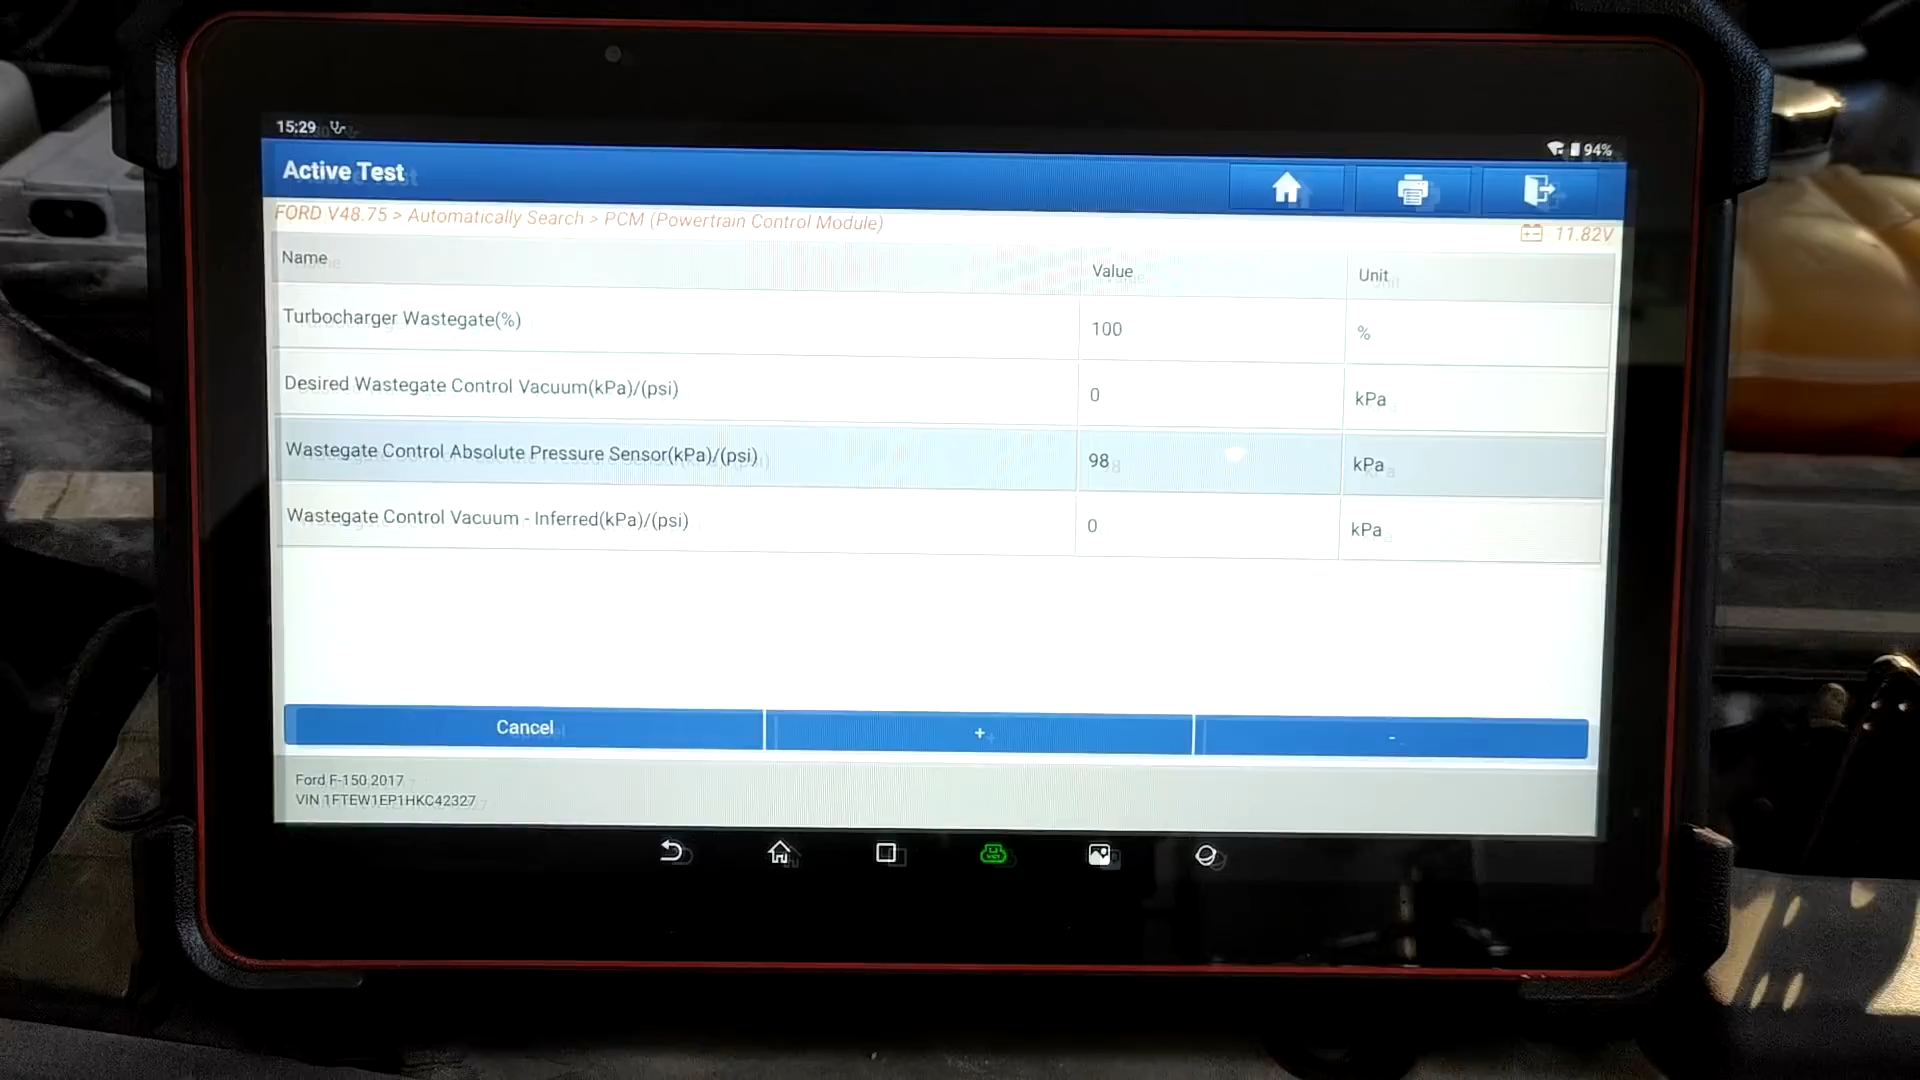 15:29
94%
Active Test
FORD V48.75 > Automatically Search > PCM (Powertrain Control Module)
11.82V
Name Value Unit
Turbocharger Wastegate(%) 100 %
Desired Wastegate Control Vacuum(kPa)/(psi) 0 kPa
Wastegate Control Absolute Pressure Sensor(kPa)/(psi) 98 kPa
Wastegate Control Vacuum - Inferred(kPa)/(psi) 0 kPa
Cancel + -
Ford F-150 2017
VIN 1FTEW1EP1HKC42327